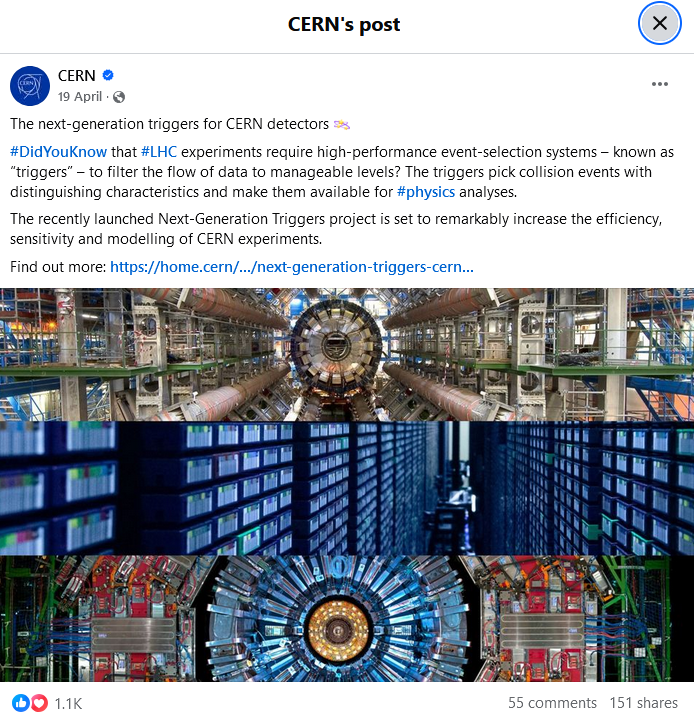 CERN's post
CERN
19 April ·
The next-generation triggers for CERN detectors
#DidYouKnow that #LHC experiments require high-performance event-selection systems – known as
“triggers” – to filter the flow of data to manageable levels? The triggers pick collision events with
distinguishing characteristics and make them available for #physics analyses.
The recently launched Next-Generation Triggers project is set to remarkably increase the efficiency,
sensitivity and modelling of CERN experiments.
Find out more: https://home.cern/.../next-generation-triggers-cern...
1.1K
55 comments 151 shares